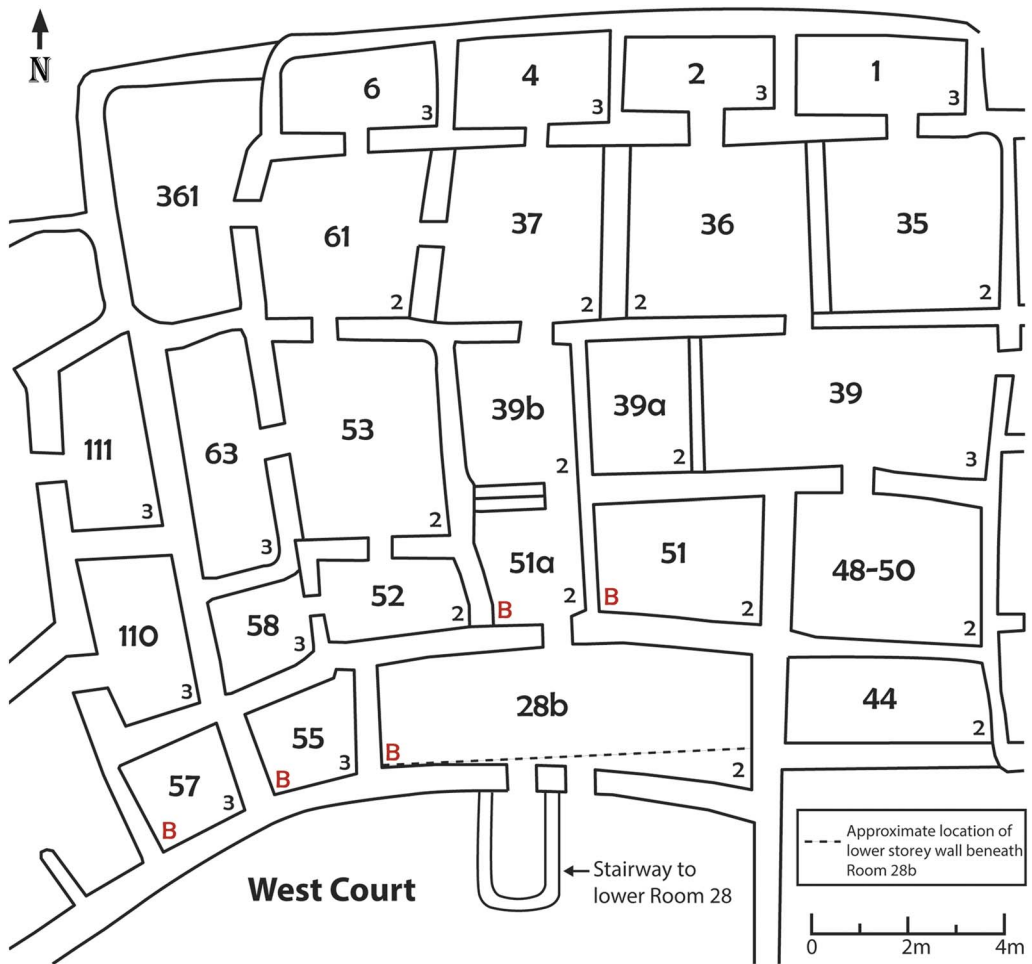 N
6
3
4
3
2
3
1
3
361
61
2
37
2
36
2
35
2
111
3
63
3
53
2
39b
2
39a
2
39
3
51a
B
2
51
B
2
48-50
2
52
2
58
3
110
3
28b
B
2
44
2
55
B
3
57
B
3
West Court
Stairway to
lower Room 28
Approximate location of
lower storey wall beneath
Room 28b
0
2m
4m